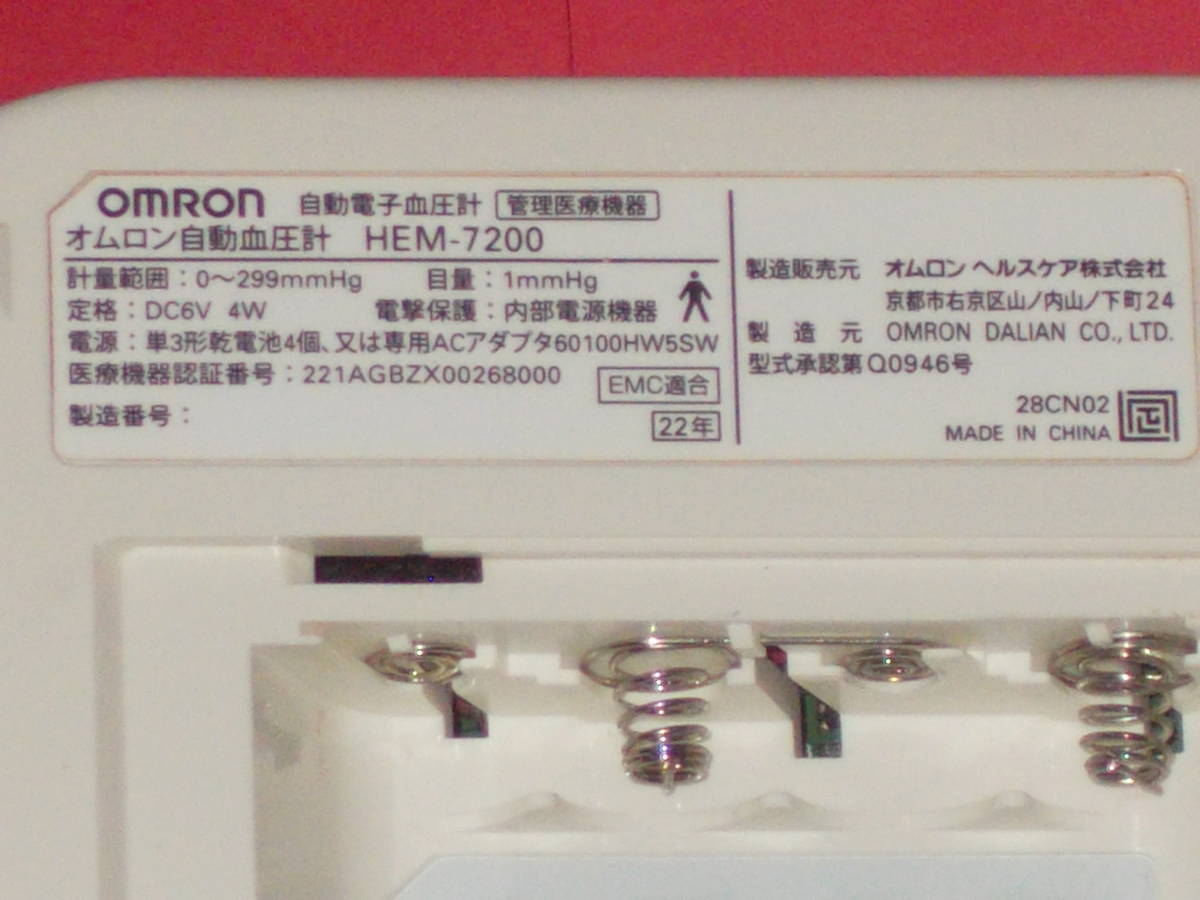 OMRON 自動電子血圧計 管理医療機器
オムロン自動血圧計 HEM-7200
計量範囲：0～299mmHg 目量：1mmHg
定格：DC6V 4W 電撃保護：内部電源機器
電源：単3形乾電池4個、又は専用ACアダプタ60100HW5SW
医療機器認証番号：221AGBZX00268000
EMC適合
製造番号：
22年
製造販売元 オムロン ヘルスケア株式会社
京都市右京区山ノ内山ノ下町24
製造元 OMRON DALIAN CO., LTD.
型式承認第Q0946号
28CN02
MADE IN CHINA